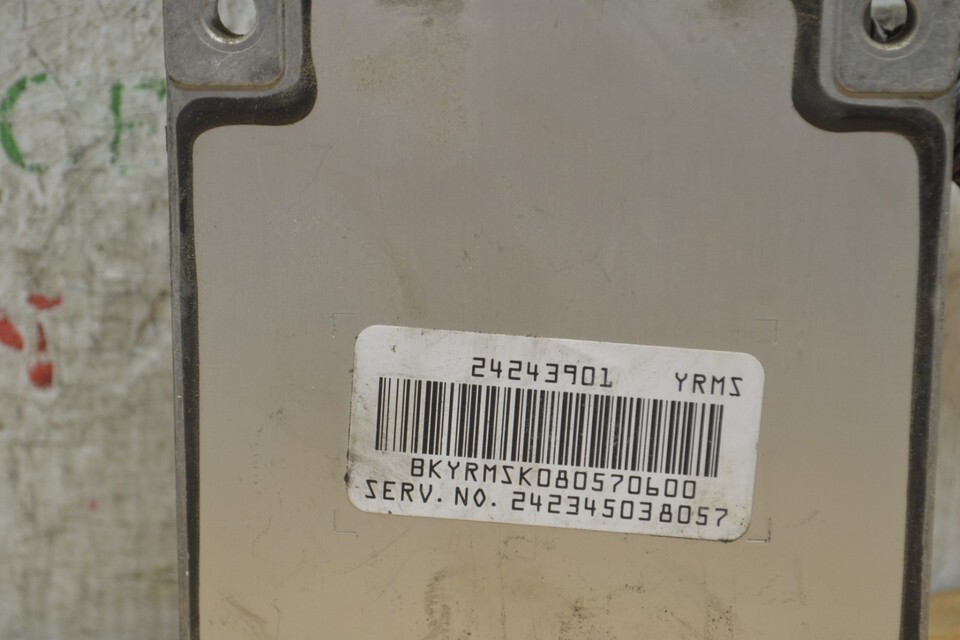 24243901 YRMS
BKYRMSK080570600
SERV. NO. 242345038057